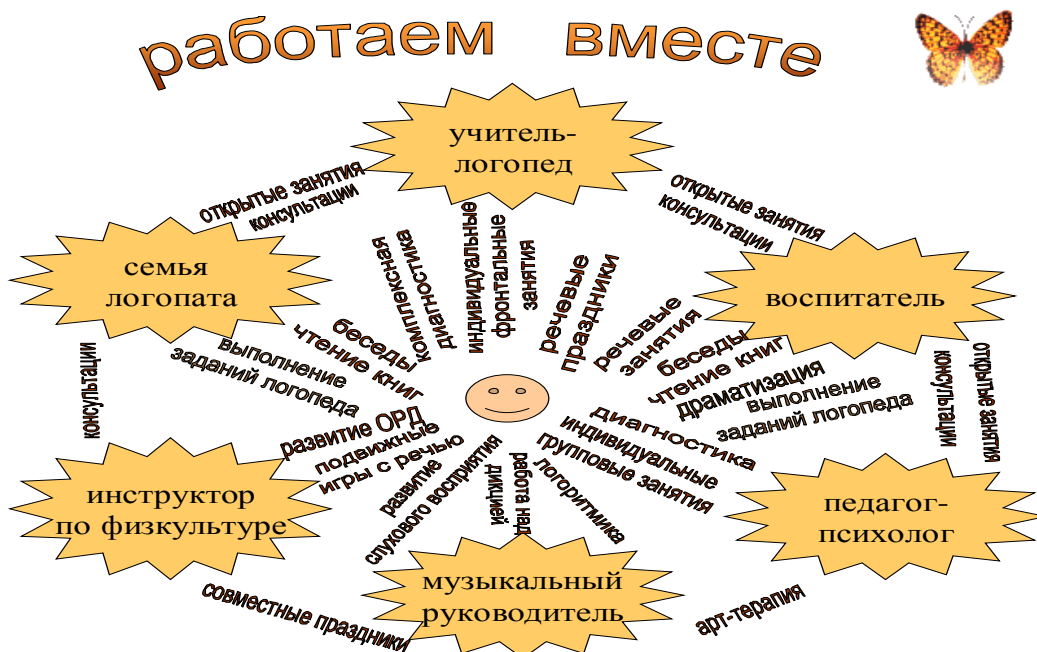 работаем вместе
учитель-
логопед
открытые занятия
консультации
открытые занятия
консультации
семья
логопата
воспитатель
комплексная
диагностика
индивидуальные
фронтальные
занятия
речевые
праздники
речевые
занятия
беседы
чтение книг
драматизация
выполнение
заданий логопеда
беседы
чтение книг
выполнение
заданий логопеда
консультации
консультации
открытые занятия
развитие ОРД
подвижные
игры с речью
развитие
слухового восприятия
работа над
дикцией
логоритмика
диагностика
индивидуальные
групповые занятия
инструктор
по физкультуре
педагог-
психолог
музыкальный
руководитель
совместные праздники
арт-терапия